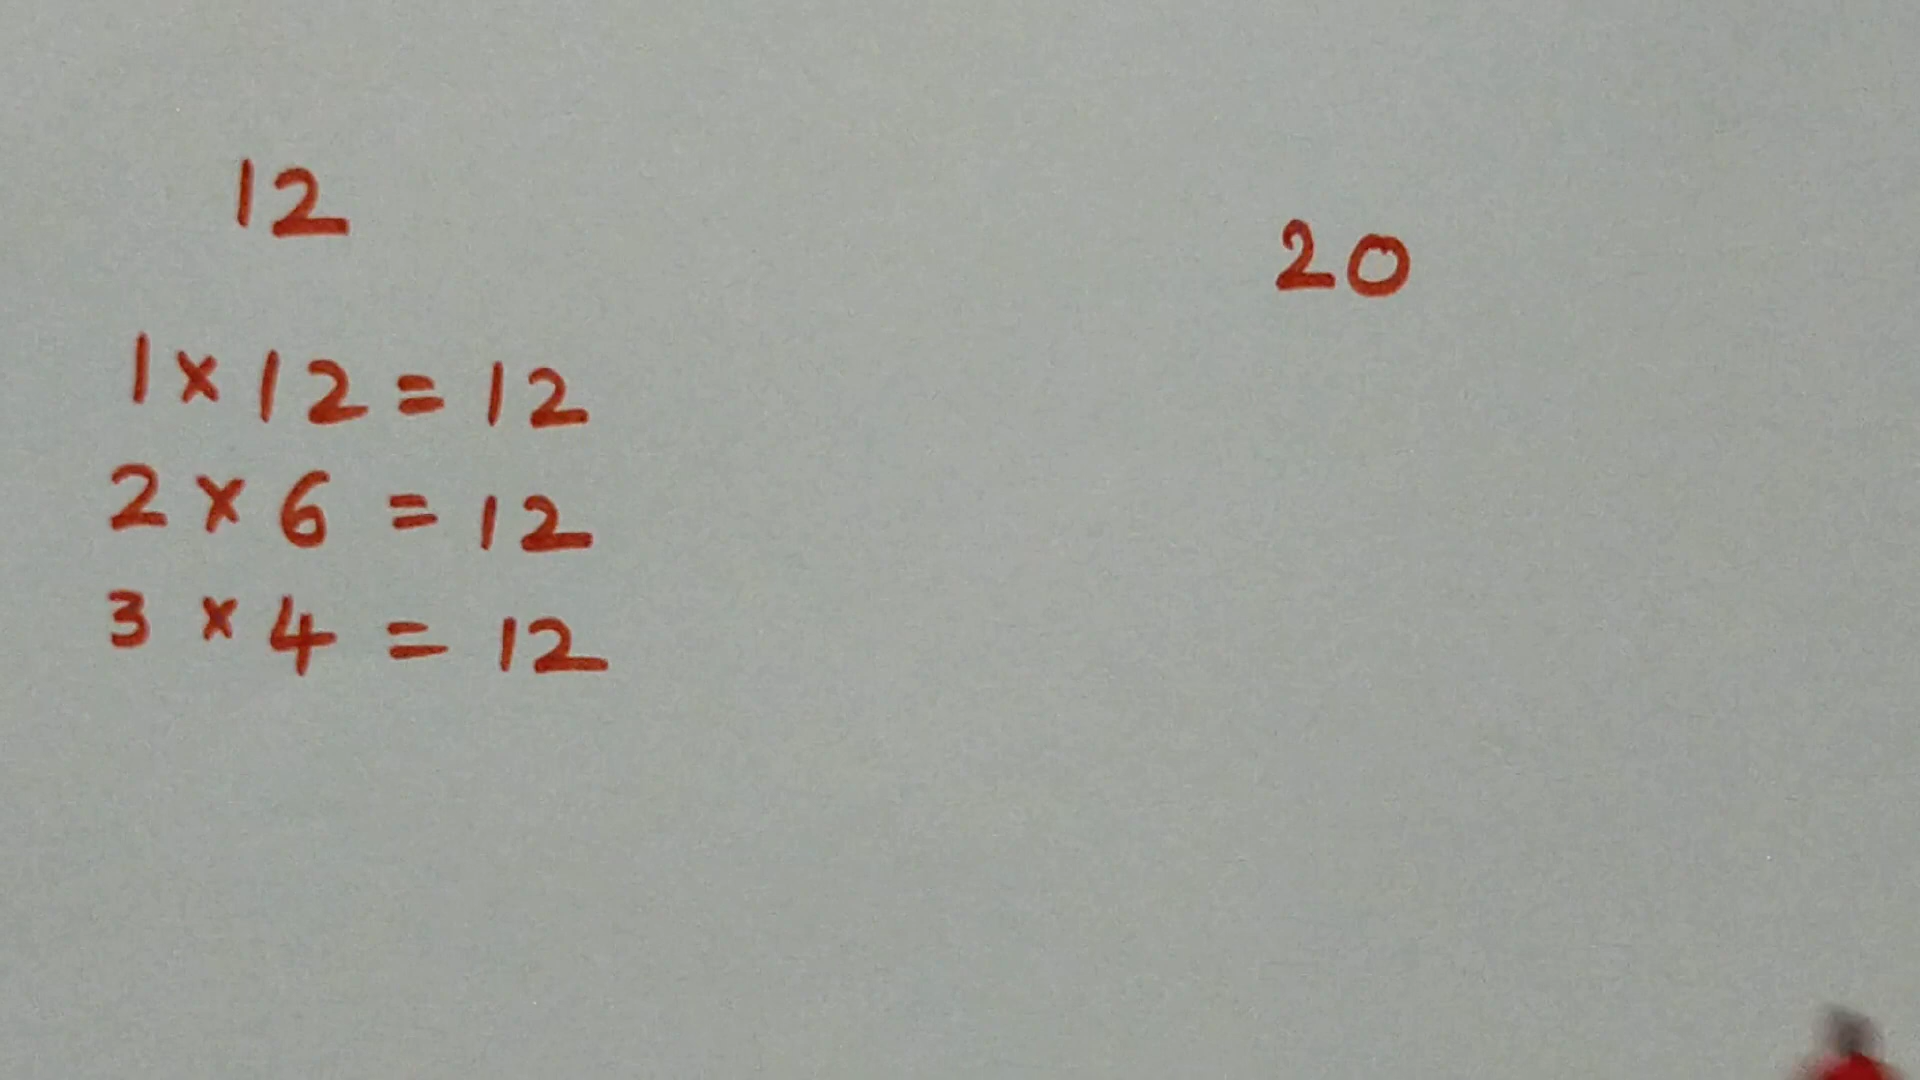 12
20
1 × 12 = 12
2 × 6 = 12
3 × 4 = 12